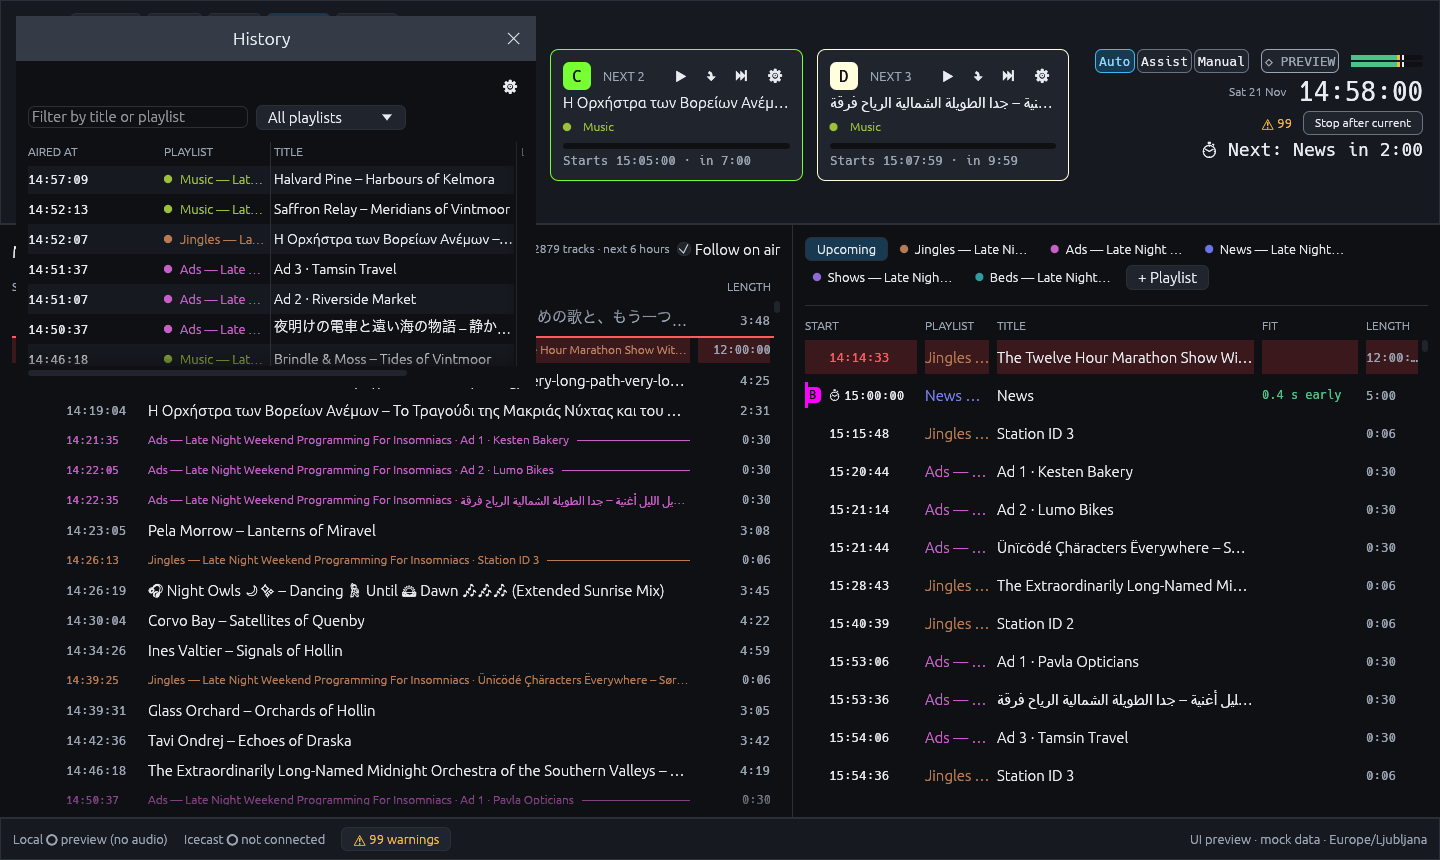 History
Filter by title or playlist
All playlists
AIRED AT PLAYLIST TITLE
14:57:09 Music — Lat… Halvard Pine – Harbours of Kelmora
14:52:13 Music — Lat… Saffron Relay – Meridians of Vintmoor
14:52:07 Jingles — La… Η Ορχήστρα των Βορείων Ανέμων –…
14:51:37 Ads — Late … Ad 3 · Tamsin Travel
14:51:07 Ads — Late … Ad 2 · Riverside Market
14:50:37 Ads — Late … 夜明けの電車と遠い海の物語 – 静か…
14:46:18 Music — Lat… Brindle & Moss – Tides of Vintmoor
C NEXT 2
Η Ορχήστρα των Βορείων Ανέμ…
Music
Starts 15:05:00 · in 7:00
D NEXT 3
…نية – جدا الطويلة الشمالية الرياح فرقة
Music
Starts 15:07:59 · in 9:59
Auto Assist Manual ◇ PREVIEW
Sat 21 Nov 14:58:00
⚠ 99 Stop after current
Next: News in 2:00
2879 tracks · next 6 hours ✓ Follow on air
LENGTH
めの歌と、もう一つ… 3:48
Hour Marathon Show Wit… 12:00:00
ery-long-path-very-lo… 4:25
14:19:04 Η Ορχήστρα των Βορείων Ανέμων – Το Τραγούδι της Μακριάς Νύχτας και του … 2:31
14:21:35 Ads — Late Night Weekend Programming For Insomniacs · Ad 1 · Kesten Bakery 0:30
14:22:05 Ads — Late Night Weekend Programming For Insomniacs · Ad 2 · Lumo Bikes 0:30
14:22:35 Ads — Late Night Weekend Programming For Insomniacs · …يل الليل أغنية – جدا الطويلة الشمالية الرياح فرقة 0:30
14:23:05 Pela Morrow – Lanterns of Miravel 3:08
14:26:13 Jingles — Late Night Weekend Programming For Insomniacs · Station ID 3 0:06
14:26:19 🎧 Night Owls 🌙✨ – Dancing 💃 Until 🌅 Dawn 🎶🎶🎶 (Extended Sunrise Mix) 3:45
14:30:04 Corvo Bay – Satellites of Quenby 4:22
14:34:26 Ines Valtier – Signals of Hollin 4:59
14:39:25 Jingles — Late Night Weekend Programming For Insomniacs · Ünïcödé Çhäracters Ëverywhere – Sør… 0:06
14:39:31 Glass Orchard – Orchards of Hollin 3:05
14:42:36 Tavi Ondrej – Echoes of Draska 3:42
14:46:18 The Extraordinarily Long-Named Midnight Orchestra of the Southern Valleys – … 4:19
14:50:37 Ads — Late Night Weekend Programming For Insomniacs · Ad 1 · Pavla Opticians 0:30
Upcoming Jingles — Late Ni… Ads — Late Night … News — Late Night…
Shows — Late Nigh… Beds — Late Night… + Playlist
START PLAYLIST TITLE FIT LENGTH
14:14:33 Jingles … The Twelve Hour Marathon Show Wi… 12:00:…
B 15:00:00 News … News 0.4 s early 5:00
15:15:48 Jingles … Station ID 3 0:06
15:20:44 Ads — … Ad 1 · Kesten Bakery 0:30
15:21:14 Ads — … Ad 2 · Lumo Bikes 0:30
15:21:44 Ads — … Ünïcödé Çhäracters Ëverywhere – S… 0:30
15:28:43 Jingles … The Extraordinarily Long-Named Mi… 0:06
15:40:39 Jingles … Station ID 2 0:06
15:53:06 Ads — … Ad 1 · Pavla Opticians 0:30
15:53:36 Ads — … …ليل أغنية – جدا الطويلة الشمالية الرياح فرقة 0:30
15:54:06 Ads — … Ad 3 · Tamsin Travel 0:30
15:54:36 Jingles … Station ID 3 0:06
Local preview (no audio) Icecast not connected ⚠ 99 warnings
UI preview · mock data · Europe/Ljubljana